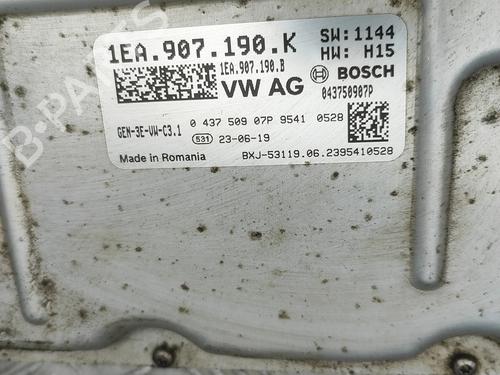 1EA.907.190.K
SW:1144
HW: H15
1EA.907.190.B
VW AG
BOSCH
043750907P
GEN-3E-VW-C3.1
0 437 509 07P 9541 0528
531 23-06-19
Made in Romania
BXJ-53119.06.2395410528
B-PARTS